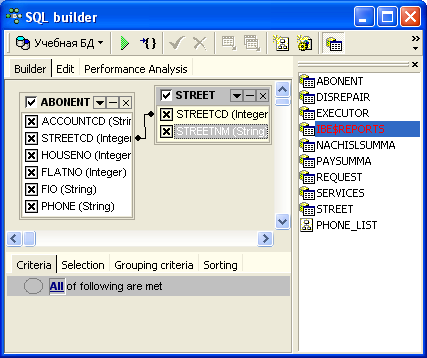 SQL builder
Учебная БД
Builder Edit Performance Analysis
ABONENT
ACCOUNTCD (Strin
STREETCD (Integer
HOUSENO (Integer)
FLATNO (Integer)
FIO (String)
PHONE (String)
STREET
STREETCD (Integer
STREETNM (String)
Criteria Selection Grouping criteria Sorting
All of following are met
ABONENT
DISREPAIR
EXECUTOR
IBE$REPORTS
NACHISLSUMMA
PAYSUMMA
REQUEST
SERVICES
STREET
PHONE_LIST